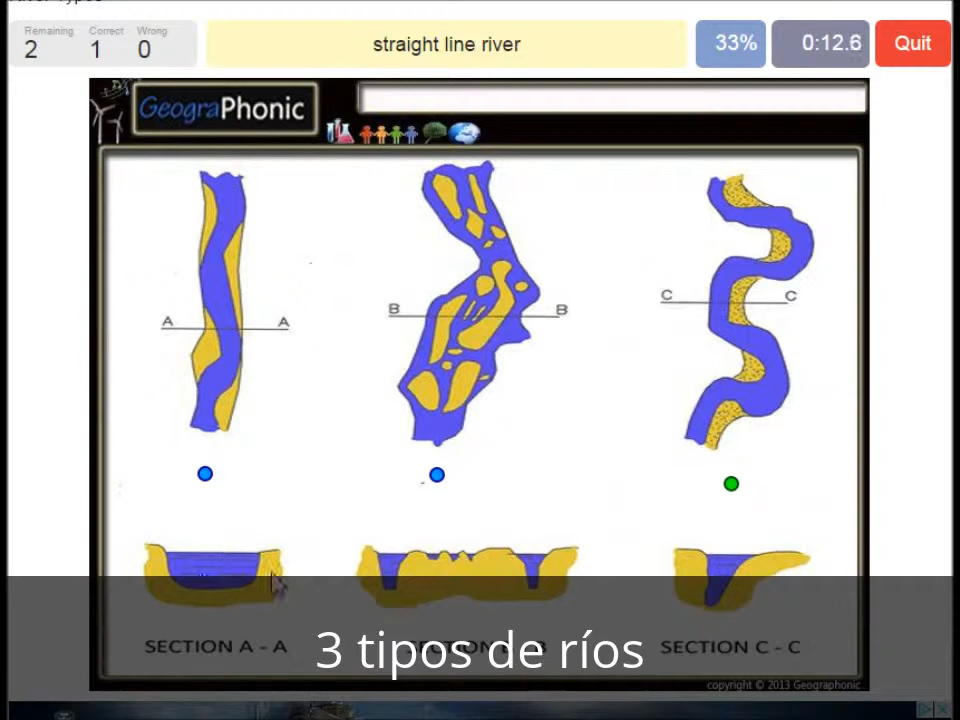 Remaining Correct Wrong
2 1 0
straight line river
33%
0:12.6
Quit
GeograPhonic
A A
B B
C C
SECTION A - A
SECTION C - C
3 tipos de ríos
copyright © 2013 Geographonic